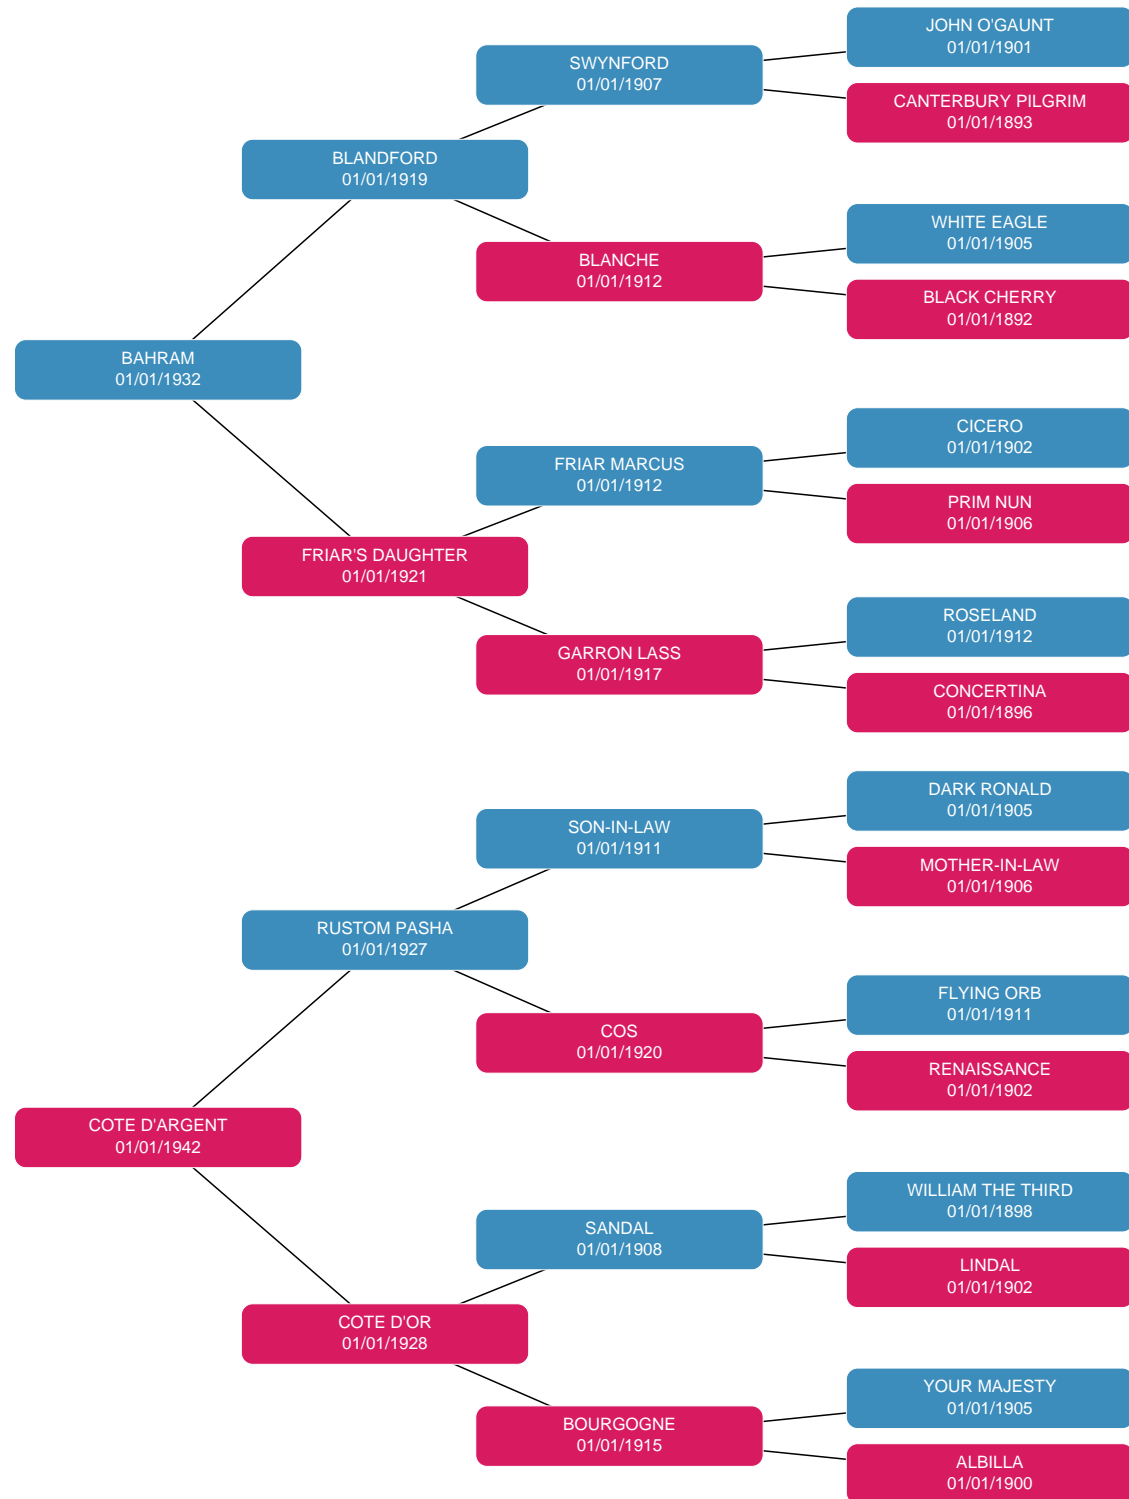 JOHN O'GAUNT
01/01/1901
SWYNFORD
01/01/1907
CANTERBURY PILGRIM
01/01/1893
BLANDFORD
01/01/1919
WHITE EAGLE
01/01/1905
BLANCHE
01/01/1912
BLACK CHERRY
01/01/1892
BAHRAM
01/01/1932
CICERO
01/01/1902
FRIAR MARCUS
01/01/1912
PRIM NUN
01/01/1906
FRIAR'S DAUGHTER
01/01/1921
ROSELAND
01/01/1912
GARRON LASS
01/01/1917
CONCERTINA
01/01/1896
DARK RONALD
01/01/1905
SON-IN-LAW
01/01/1911
MOTHER-IN-LAW
01/01/1906
RUSTOM PASHA
01/01/1927
FLYING ORB
01/01/1911
COS
01/01/1920
RENAISSANCE
01/01/1902
COTE D'ARGENT
01/01/1942
WILLIAM THE THIRD
01/01/1898
SANDAL
01/01/1908
LINDAL
01/01/1902
COTE D'OR
01/01/1928
YOUR MAJESTY
01/01/1905
BOURGOGNE
01/01/1915
ALBILLA
01/01/1900